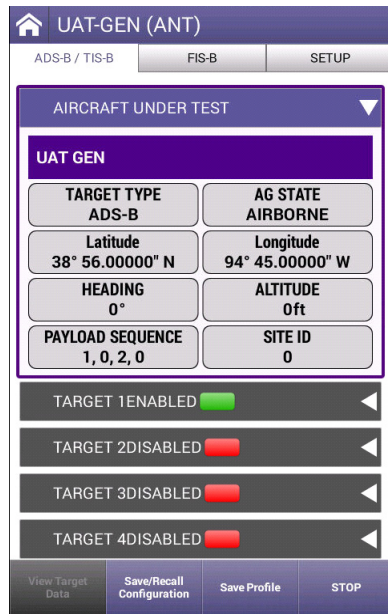 UAT-GEN (ANT)
ADS-B / TIS-B FIS-B SETUP
AIRCRAFT UNDER TEST
UAT GEN
TARGET TYPE AG STATE
ADS-B AIRBORNE
Latitude Longitude
38° 56.00000" N 94° 45.00000" W
HEADING ALTITUDE
0° 0ft
PAYLOAD SEQUENCE SITE ID
1, 0, 2, 0 0
TARGET 1ENABLED
TARGET 2DISABLED
TARGET 3DISABLED
TARGET 4DISABLED
View Target Save/Recall Save Profile STOP
Data Configuration